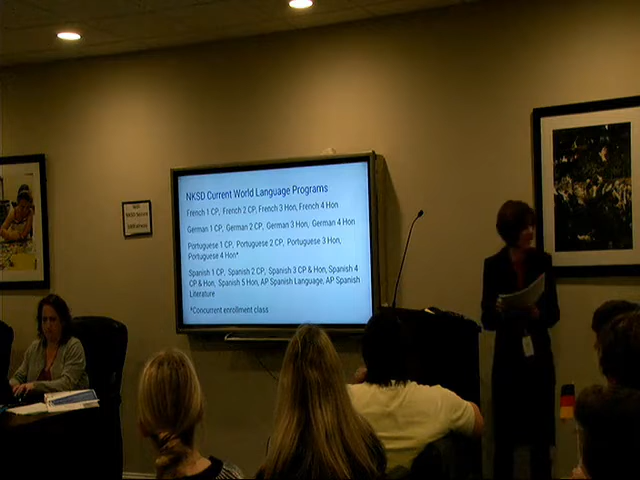 NKSD Current World Language Programs
French 1 CP, French 2 CP, French 3 Hon, French 4 Hon
German 1 CP, German 2 CP, German 3 Hon, German 4 Hon
Portuguese 1 CP, Portuguese 2 CP, Portuguese 3 Hon,
Portuguese 4 Hon*
Spanish 1 CP, Spanish 2 CP, Spanish 3 CP & Hon, Spanish 4
CP & Hon, Spanish 5 Hon, AP Spanish Language, AP Spanish
Literature
*Concurrent enrollment class